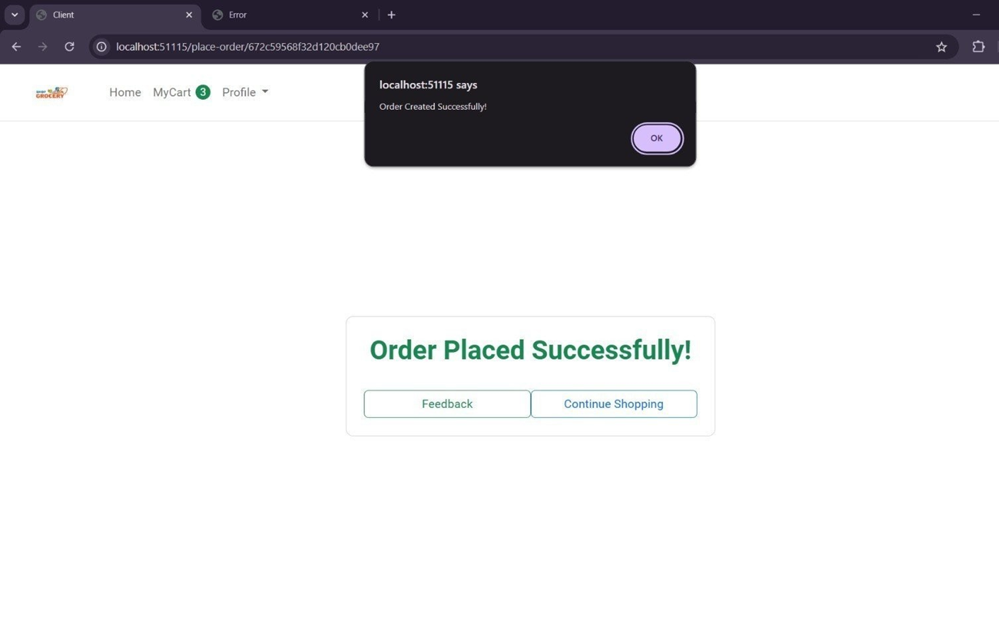 Client
Error
localhost:51115/place-order/672c59568f32d120cb0dee97
GROCERY
Home
MyCart 3
Profile
localhost:51115 says
Order Created Successfully!
OK
Order Placed Successfully!
Feedback
Continue Shopping